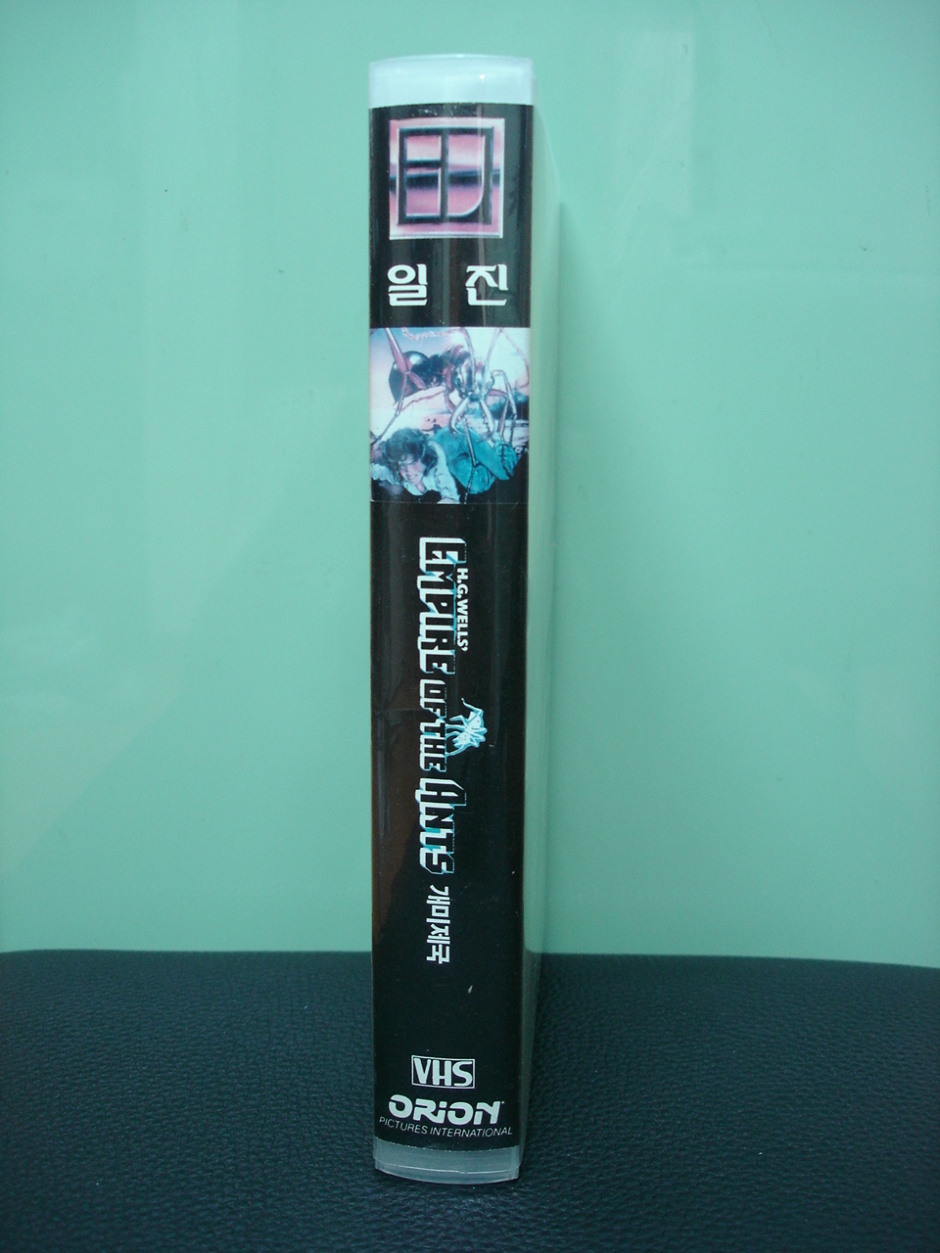 일 진
H.G. WELLS'
EMPIRE OF THE ANTS
개미제국
VHS
ORION
PICTURES INTERNATIONAL